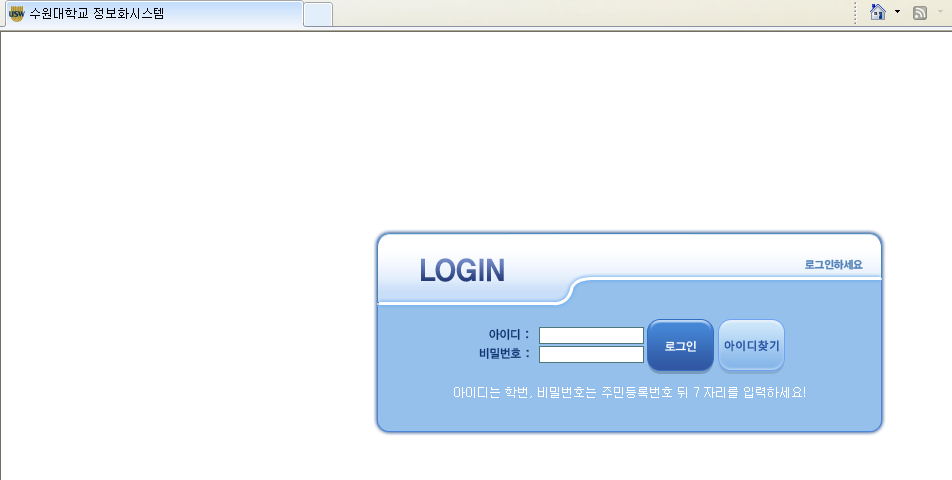 USW 수원대학교 정보화시스템
LOGIN
로그인하세요
아이디 :
비밀번호 :
로그인
아이디찾기
아이디는 학번, 비밀번호는 주민등록번호 뒤 7 자리를 입력하세요!